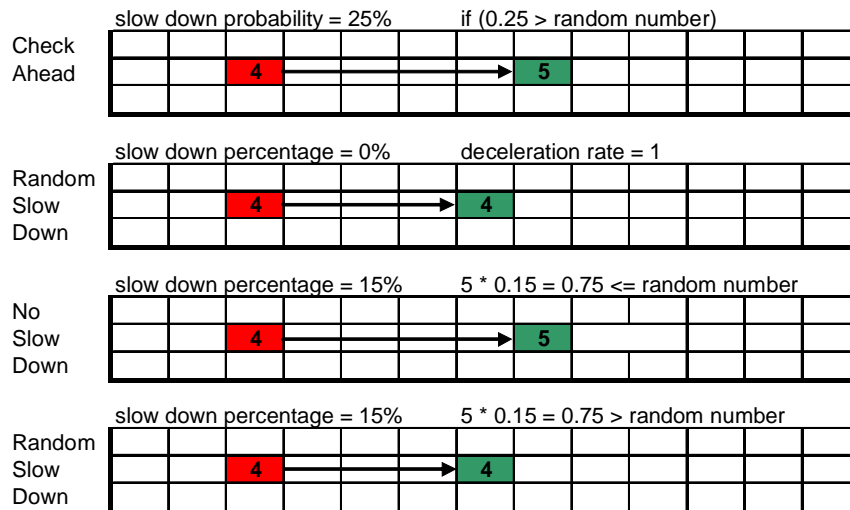 slow down probability = 25% if (0.25 > random number)
Check
Ahead 4 5
slow down percentage = 0% deceleration rate = 1
Random
Slow 4 4
Down
slow down percentage = 15% 5 * 0.15 = 0.75 <= random number
No
Slow 4 5
Down
slow down percentage = 15% 5 * 0.15 = 0.75 > random number
Random
Slow 4 4
Down